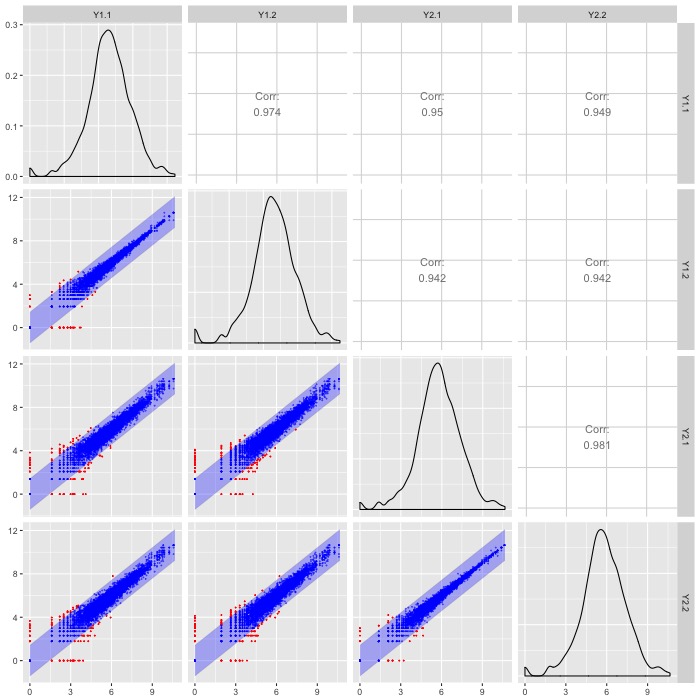 Y1.1 Y1.2 Y2.1 Y2.2
0.3
0.2
0.1
0.0
Corr:
0.974
Corr:
0.95
Corr:
0.949
Y1.1
12
8
4
0
Corr:
0.942
Corr:
0.942
Y1.2
12
8
4
0
Corr:
0.981
Y2.1
12
8
4
0
Y2.2
0 3 6 9 0 3 6 9 0 3 6 9 0 3 6 9